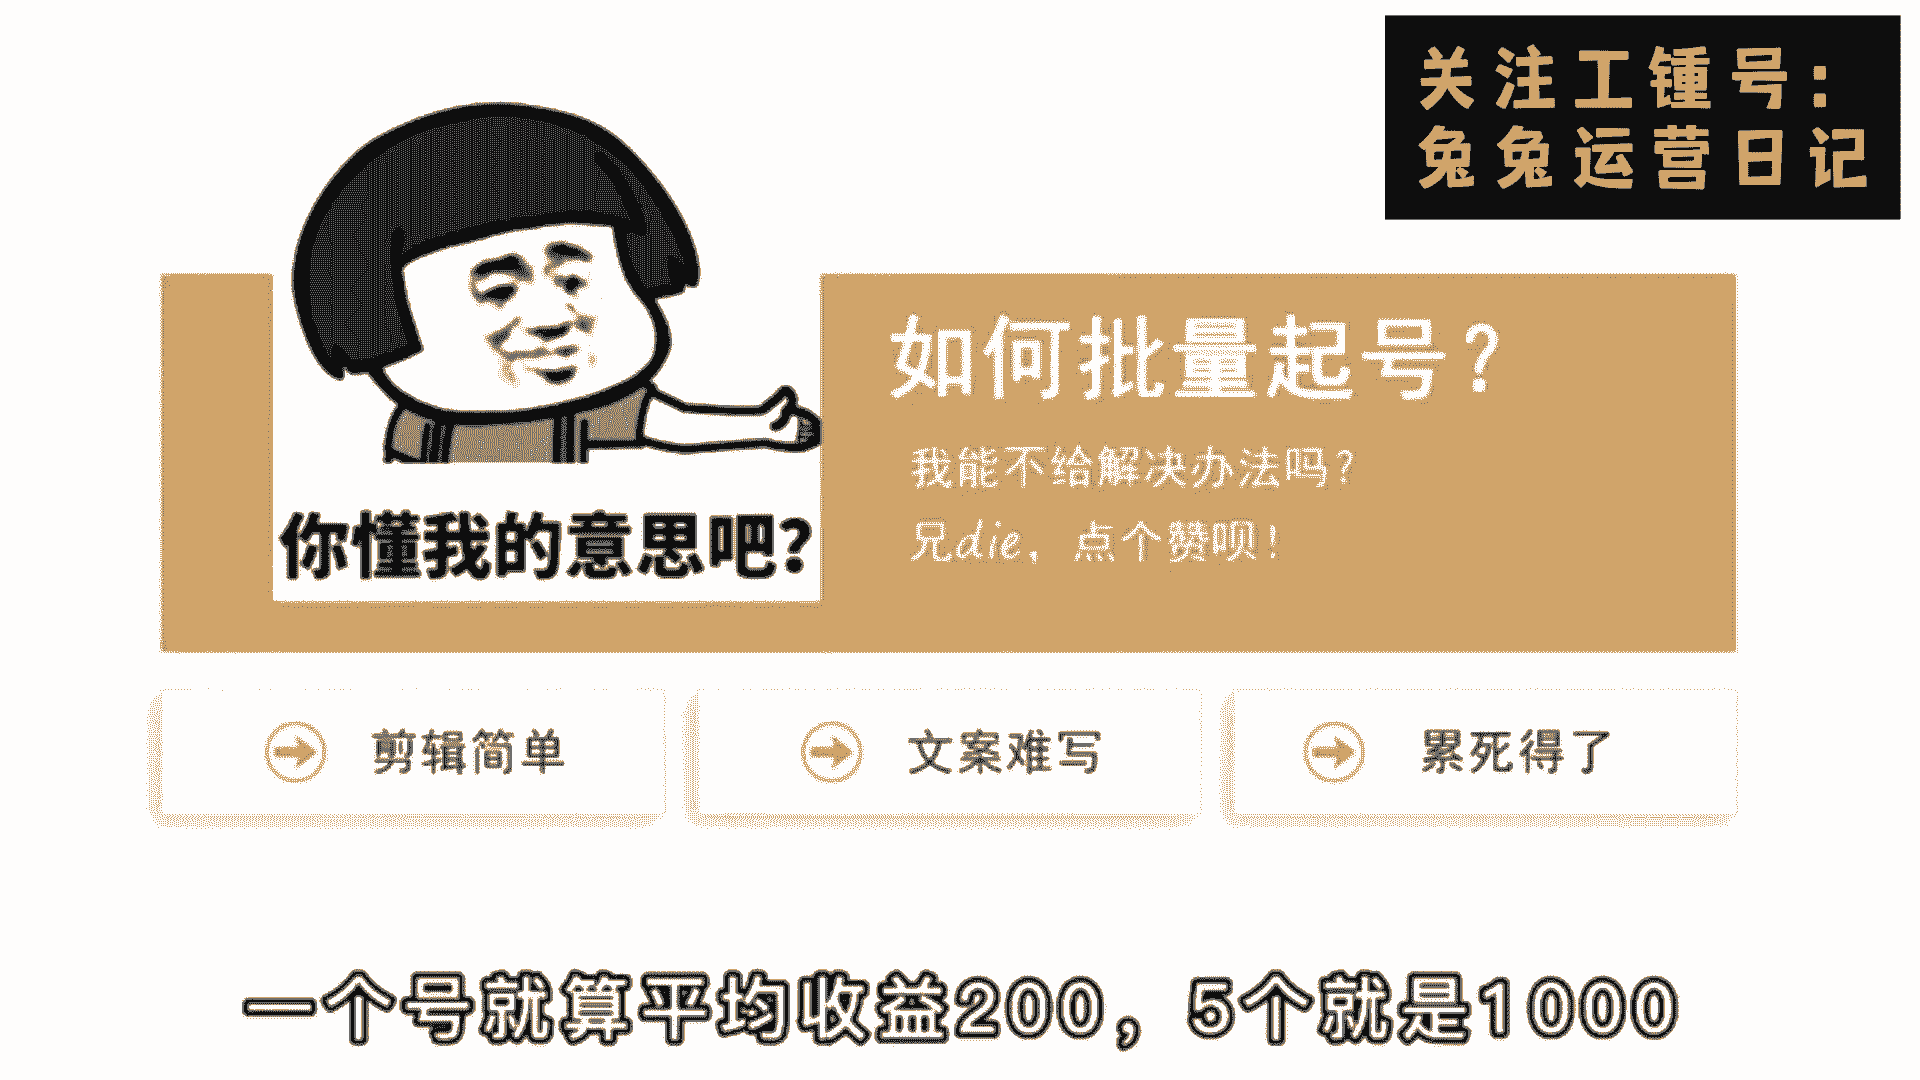 关注工锺号：
兔兔运营日记
如何批量起号？
我能不给解决办法吗？
兄die，点个赞呗！
你懂我的意思吧？
剪辑简单
文案难写
累死得了
一个号就算平均收益200，5个就是1000